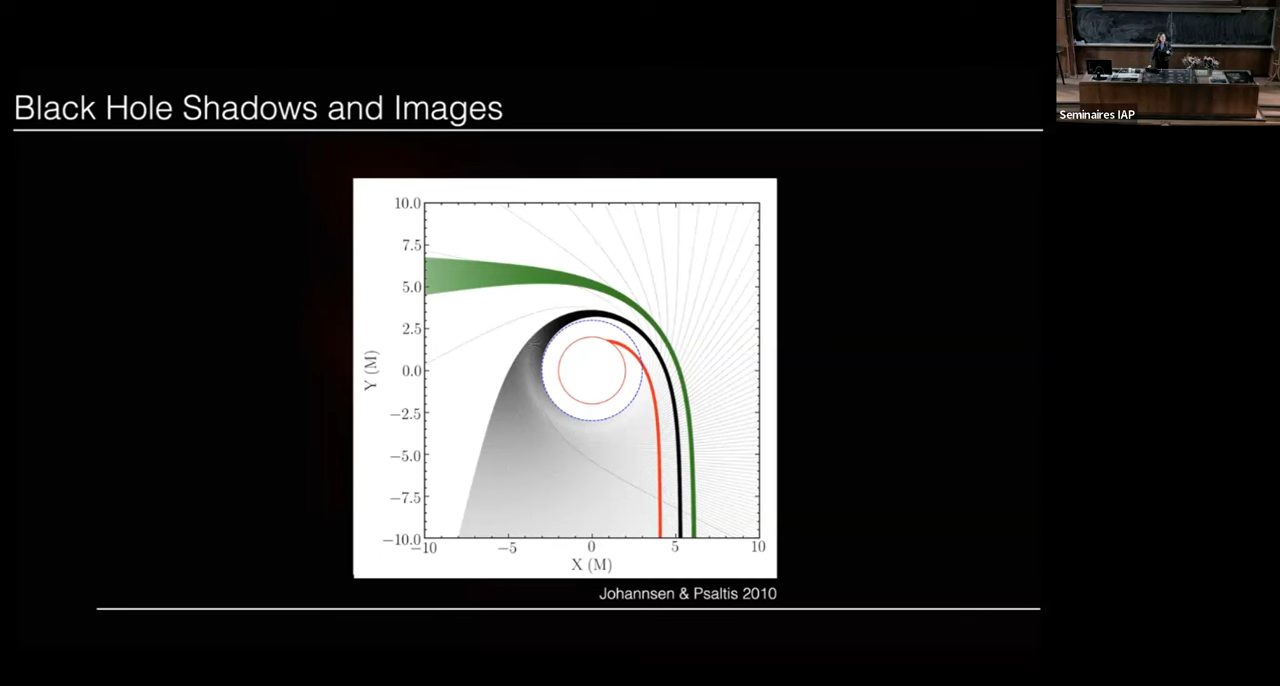 Black Hole Shadows and Images
Seminaires IAP
10.0
7.5
5.0
2.5
0.0
−2.5
−5.0
−7.5
−10.0
Y (M)
−10
−5
0
5
10
X (M)
Johannsen & Psaltis 2010